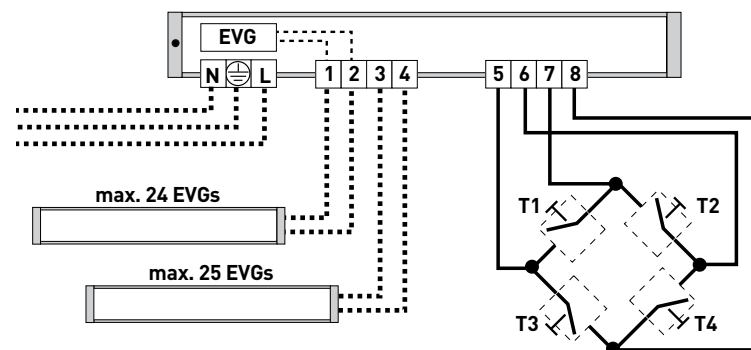 EVG
N L 1 2 3 4 5 6 7 8
max. 24 EVGs
T1 T2
max. 25 EVGs
T3 T4